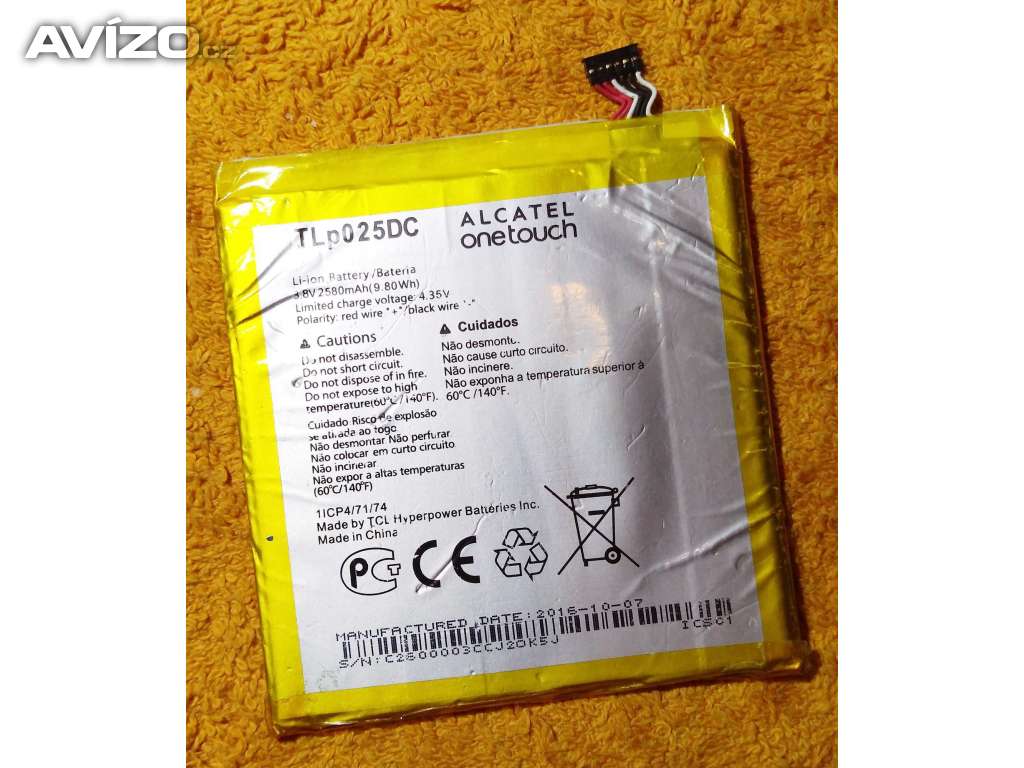 AVÍZO.cz
TLp025DC
ALCATEL
onetouch
Li-ion Battery/Bateria
3.8V 2580mAh(9.80Wh)
Limited charge voltage: 4.35V
Polarity: red wire "+"/black wire "-"
Cautions
Do not disassemble.
Do not short circuit.
Do not dispose of in fire.
Do not expose to high
temperature(60℃/140°F).
Cuidados
Não desmonte.
Não cause curto circuito.
Não incinere.
Não exponha a temperatura superior à
60℃/140°F.
Cuidado Risco de explosão
se atirada ao fogo
Não desmontar Não perfurar
Não colocar em curto circuito
Não incinerar
Não expor a altas temperaturas
(60℃/140°F)
1ICP4/71/74
Made by TCL Hyperpower Batteries Inc.
Made in China
PCT CE
MANUFACTURED DATE: 2016-10-07
S/N: C2800003CCJ20K5J
ICSC1